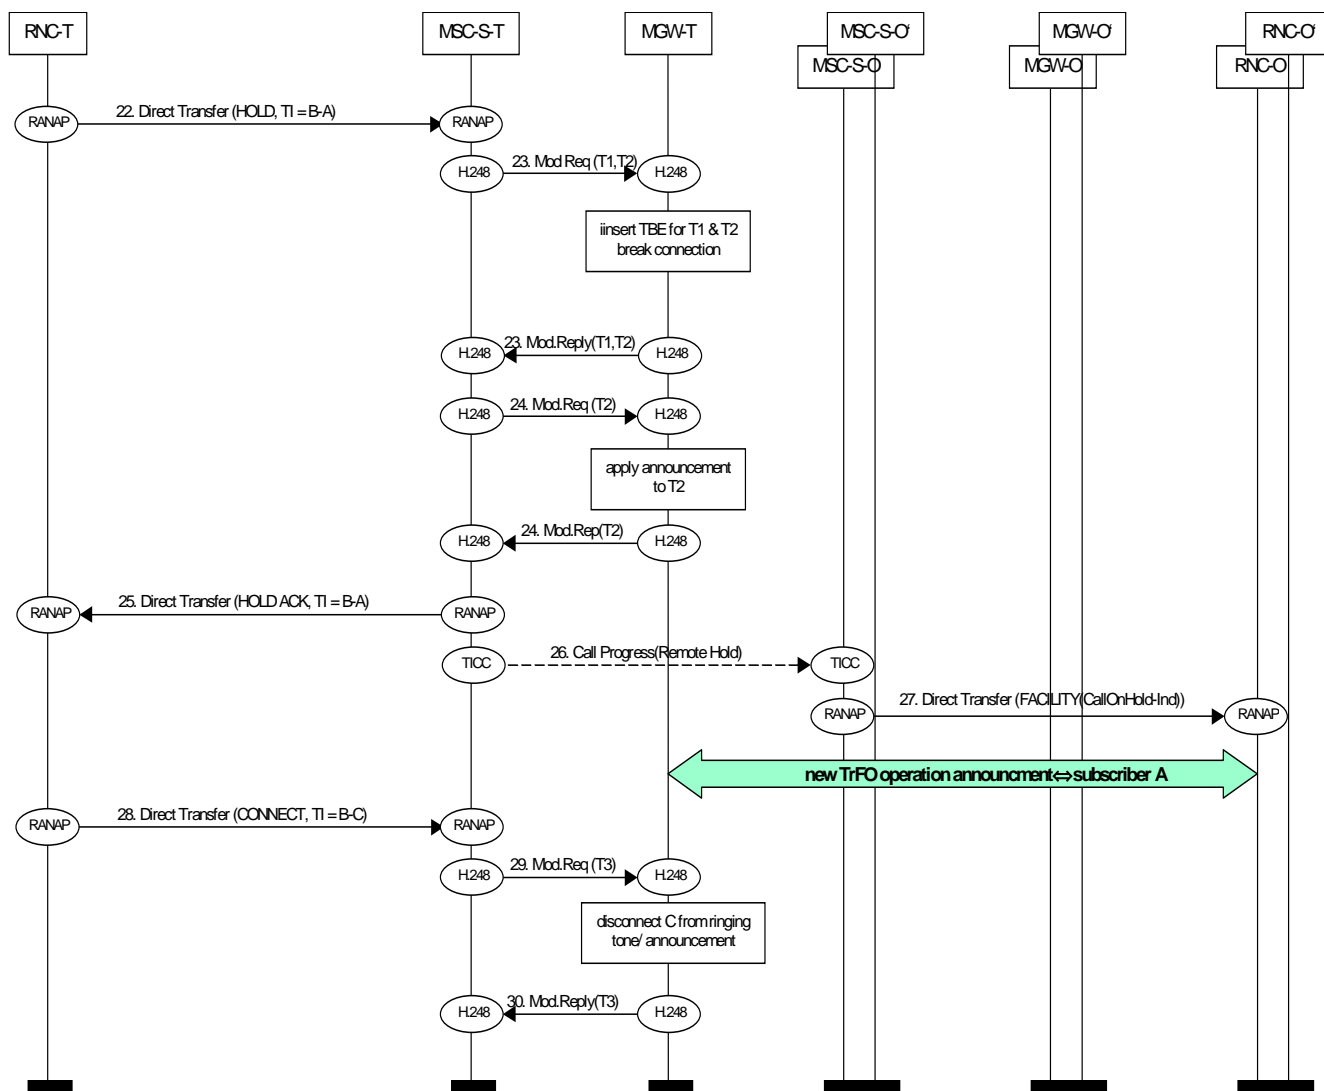 RNC-T
MSC-S-T
MGW-T
MSC-S-O'
MGW-O'
RNC-O'
MSC-S-O
MGW-O
RNC-O
22. Direct Transfer (HOLD, TI = B-A)
RANAP
RANAP
23. Mod Req (T1,T2)
H.248
H.248
iinsert TBE for T1 & T2
break connection
23. Mod.Reply(T1,T2)
H.248
H.248
24. Mod.Req (T2)
H.248
H.248
apply announcement
to T2
24. Mod.Rep(T2)
H.248
H.248
25. Direct Transfer (HOLD ACK, TI = B-A)
RANAP
RANAP
26. Call Progress(Remote Hold)
TICC
TICC
27. Direct Transfer (FACILITY(CallOnHold-Ind))
RANAP
RANAP
new TrFO operation announcment⇔subscriber A
28. Direct Transfer (CONNECT, TI = B-C)
RANAP
RANAP
29. Mod.Req (T3)
H.248
H.248
disconnect C from ringing
tone/ announcement
30. Mod.Reply(T3)
H.248
H.248